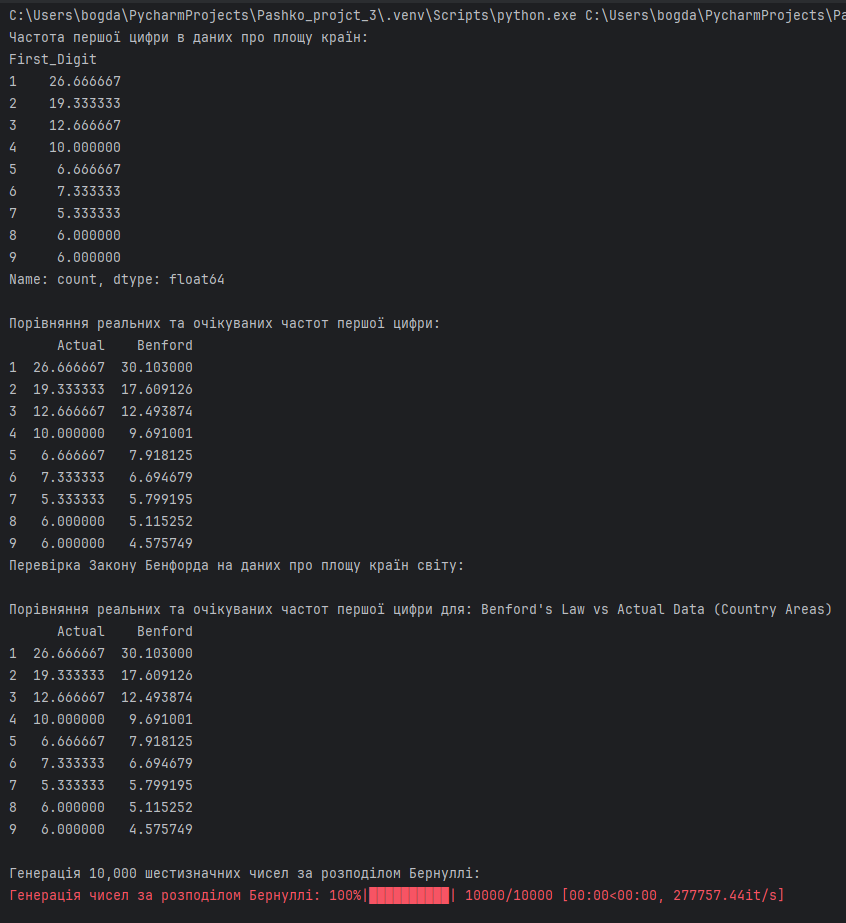 C:\Users\bogda\PycharmProjects\Pashko_projct_3\.venv\Scripts\python.exe C:\Users\bogda\PycharmProjects\Pa
Частота першої цифри в даних про площу країн:
First_Digit
1    26.666667
2    19.333333
3    12.666667
4    10.000000
5     6.666667
6     7.333333
7     5.333333
8     6.000000
9     6.000000
Name: count, dtype: float64
Порівняння реальних та очікуваних частот першої цифри:
      Actual    Benford
1  26.666667  30.103000
2  19.333333  17.609126
3  12.666667  12.493874
4  10.000000   9.691001
5   6.666667   7.918125
6   7.333333   6.694679
7   5.333333   5.799195
8   6.000000   5.115252
9   6.000000   4.575749
Перевірка Закону Бенфорда на даних про площу країн світу:
Порівняння реальних та очікуваних частот першої цифри для: Benford's Law vs Actual Data (Country Areas)
      Actual    Benford
1  26.666667  30.103000
2  19.333333  17.609126
3  12.666667  12.493874
4  10.000000   9.691001
5   6.666667   7.918125
6   7.333333   6.694679
7   5.333333   5.799195
8   6.000000   5.115252
9   6.000000   4.575749
Генерація 10,000 шестизначних чисел за розподілом Бернуллі:
Генерація чисел за розподілом Бернуллі: 100%|██████████| 10000/10000 [00:00<00:00, 277757.44it/s]